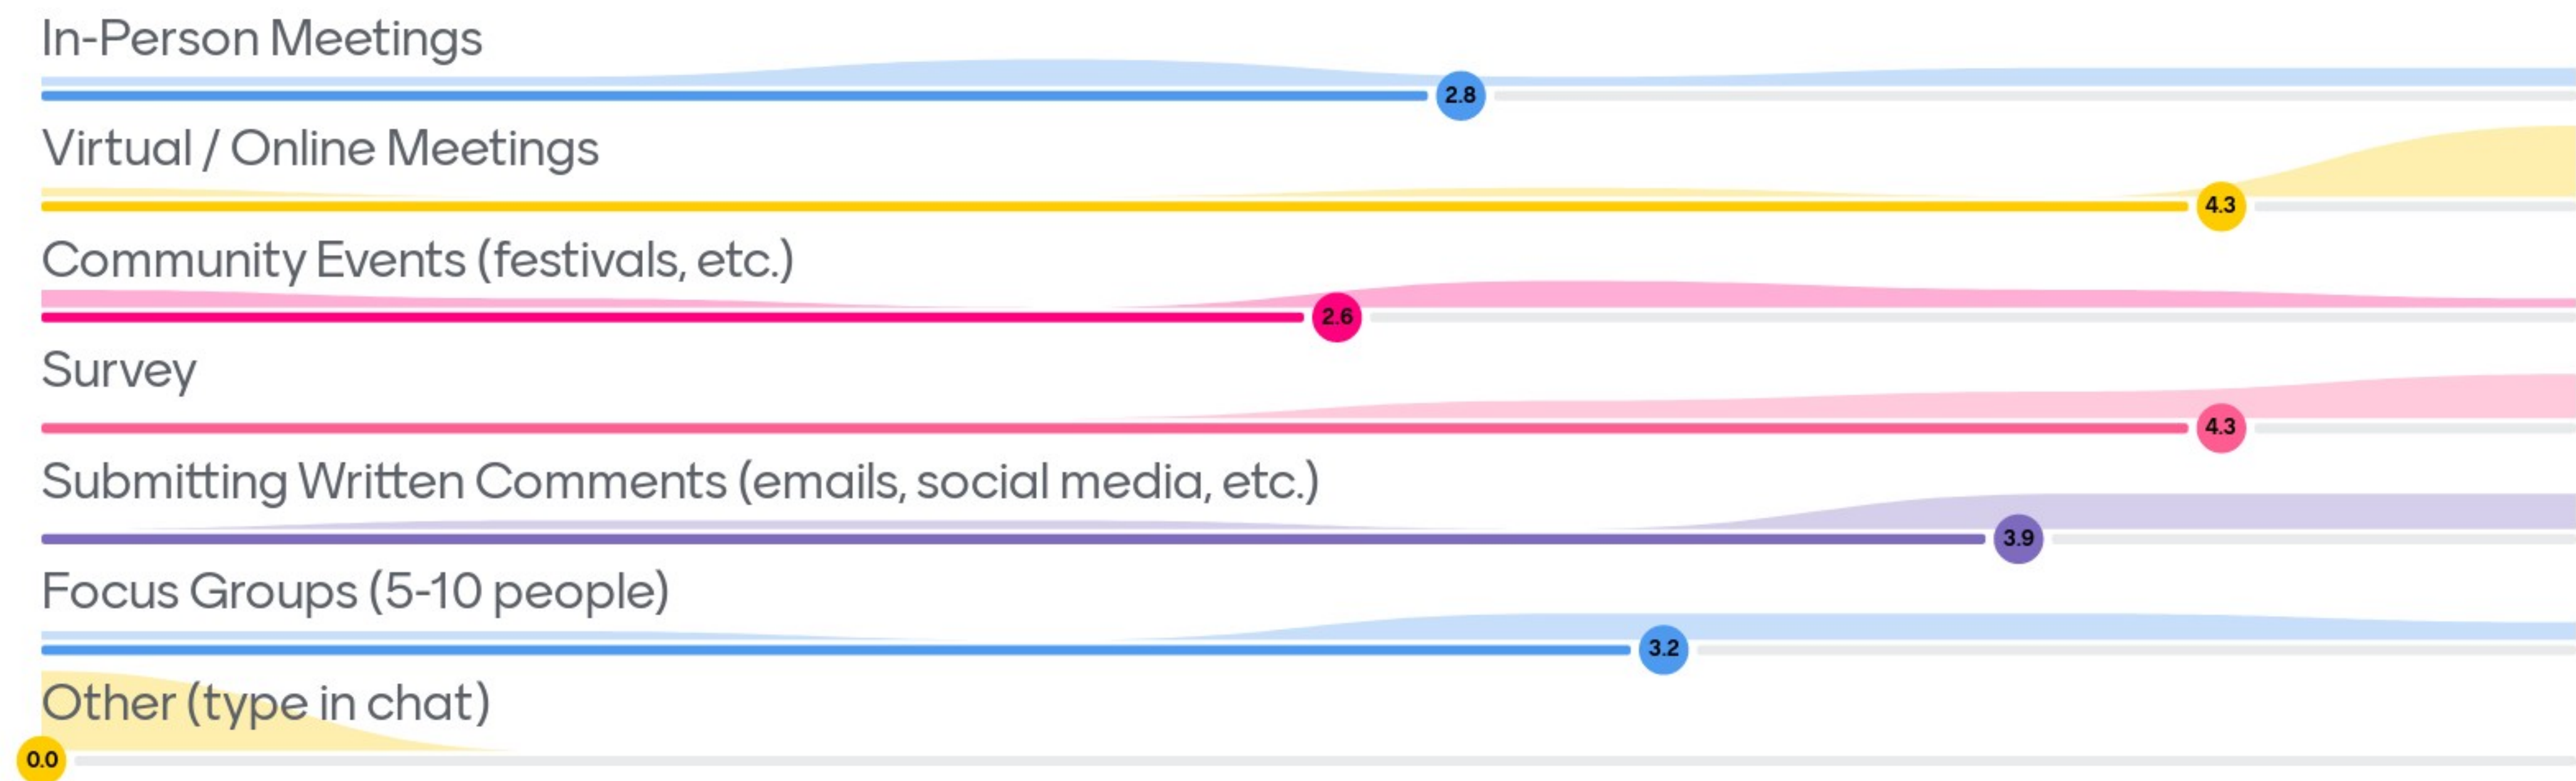 In-Person Meetings
2.8
Virtual / Online Meetings
4.3
Community Events (festivals, etc.)
2.6
Survey
4.3
Submitting Written Comments (emails, social media, etc.)
3.9
Focus Groups (5-10 people)
3.2
Other (type in chat)
0.0